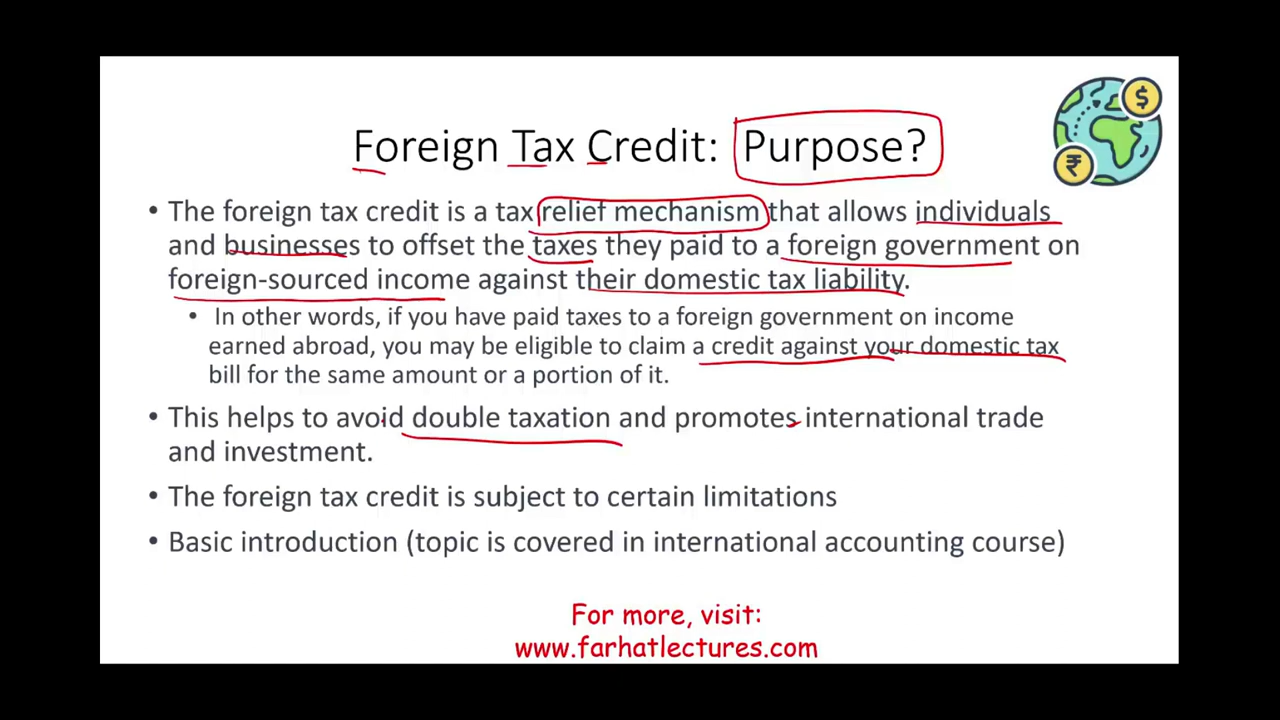 Foreign Tax Credit: Purpose?
$
₹
• The foreign tax credit is a tax relief mechanism that allows individuals
and businesses to offset the taxes they paid to a foreign government on
foreign-sourced income against their domestic tax liability.
• In other words, if you have paid taxes to a foreign government on income
earned abroad, you may be eligible to claim a credit against your domestic tax
bill for the same amount or a portion of it.
• This helps to avoid double taxation and promotes international trade
and investment.
• The foreign tax credit is subject to certain limitations
• Basic introduction (topic is covered in international accounting course)
For more, visit:
www.farhatlectures.com